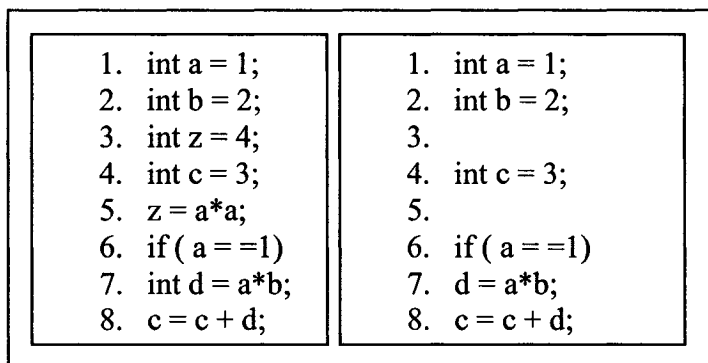 1. int a = 1;
2. int b = 2;
3. int z = 4;
4. int c = 3;
5. z = a*a;
6. if ( a = =1)
7. int d = a*b;
8. c = c + d;
1. int a = 1;
2. int b = 2;
3.
4. int c = 3;
5.
6. if ( a = =1)
7. d = a*b;
8. c = c + d;